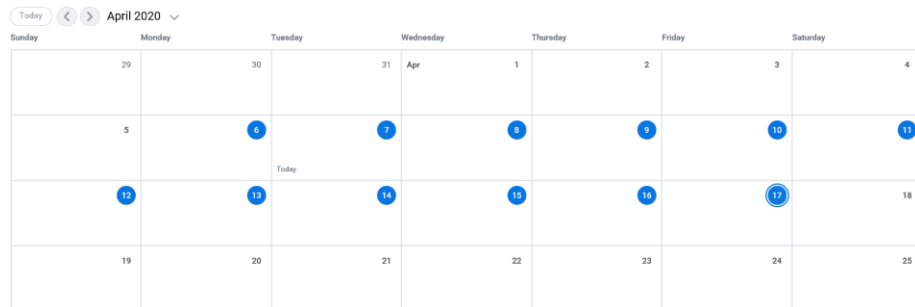 Today April 2020
Sunday Monday Tuesday Wednesday Thursday Friday Saturday
29 30 31 Apr 1 2 3 4
5 6 7 8 9 10 11
Today
12 13 14 15 16 17 18
19 20 21 22 23 24 25